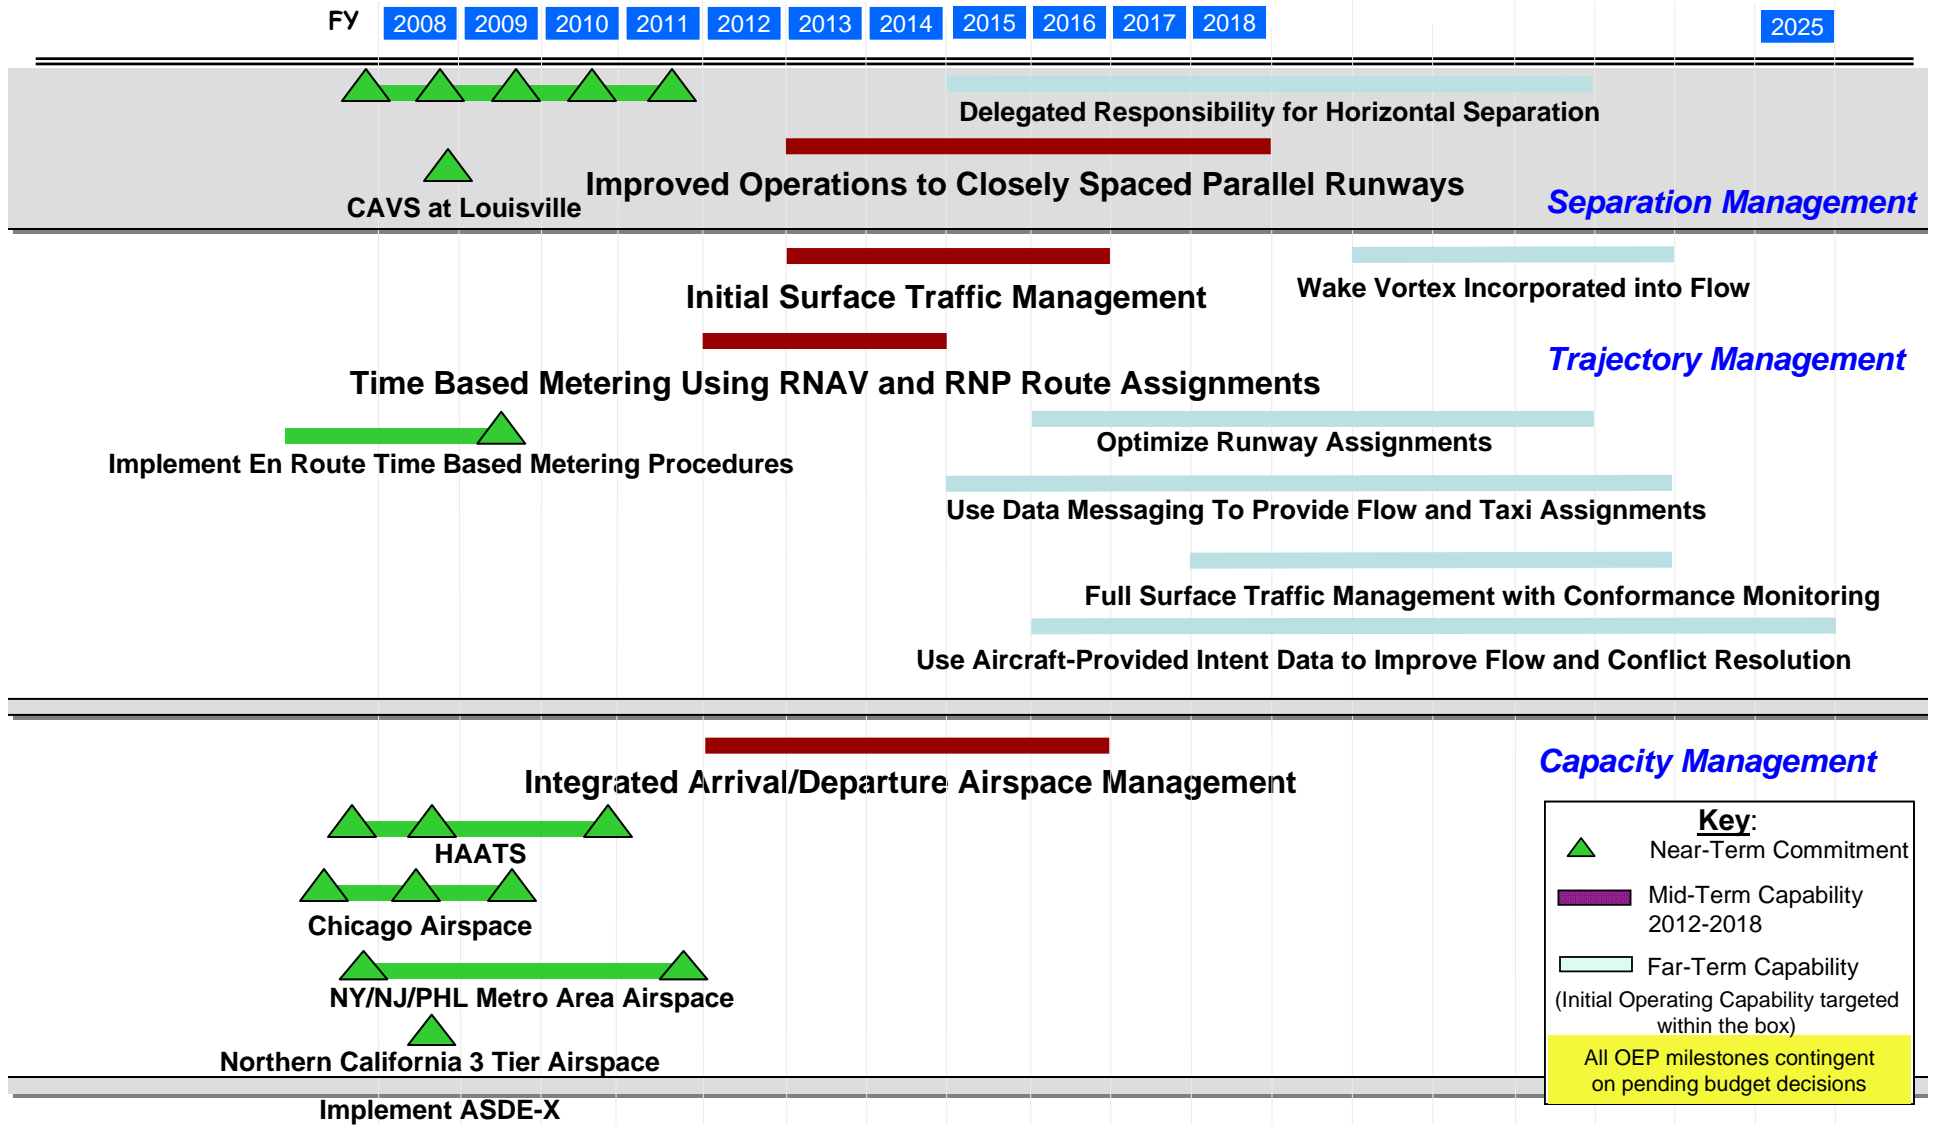 FY 2008 2009 2010 2011 2012 2013 2014 2015 2016 2017 2018 2025
Delegated Responsibility for Horizontal Separation
Improved Operations to Closely Spaced Parallel Runways
CAVS at Louisville
Separation Management
Initial Surface Traffic Management
Wake Vortex Incorporated into Flow
Time Based Metering Using RNAV and RNP Route Assignments
Trajectory Management
Implement En Route Time Based Metering Procedures
Optimize Runway Assignments
Use Data Messaging To Provide Flow and Taxi Assignments
Full Surface Traffic Management with Conformance Monitoring
Use Aircraft-Provided Intent Data to Improve Flow and Conflict Resolution
Integrated Arrival/Departure Airspace Management
Capacity Management
HAATS
Chicago Airspace
NY/NJ/PHL Metro Area Airspace
Northern California 3 Tier Airspace
Implement ASDE-X
Key:
Near-Term Commitment
Mid-Term Capability
2012-2018
Far-Term Capability
(Initial Operating Capability targeted
within the box)
All OEP milestones contingent
on pending budget decisions